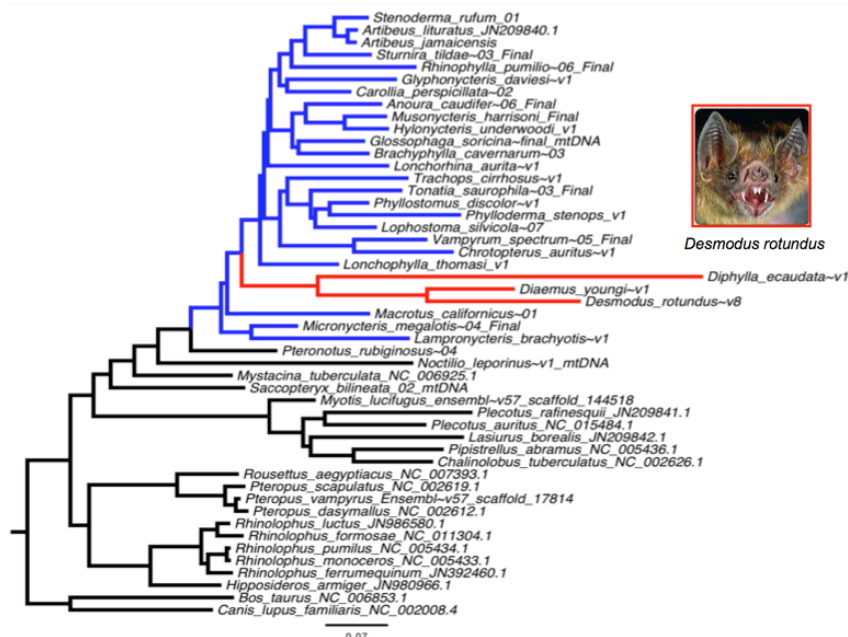 Stenoderma_rufum_01
Artibeus_lituratus_JN209840.1
Artibeus_jamaicensis
Sturnira_tildae~03_Final
Rhinophylla_pumilio~06_Final
Glyphonycteris_daviesi~v1
Carollia_perspicillata~02
Anoura_caudifer~06_Final
Musonycteris_harrisoni_Final
Hylonycteris_underwoodi_v1
Glossophaga_soricina~final_mtDNA
Brachyphylla_cavernarum~03
Lonchorhina_aurita~v1
Trachops_cirrhosus~v1
Tonatia_saurophila~03_Final
Phyllostomus_discolor~v1
Phylloderma_stenops_v1
Lophostoma_silvicola~07
Vampyrum_spectrum~05_Final
Chrotopterus_auritus~v1
Lonchophylla_thomasi_v1
Diphylla_ecaudata~v1
Diaemus_youngi~v1
Desmodus_rotundus~v8
Macrotus_californicus~01
Micronycteris_megalotis~04_Final
Lampronycteris_brachyotis~v1
Pteronotus_rubiginosus~04
Noctilio_leporinus~v1_mtDNA
Mystacina_tuberculata_NC_006925.1
Saccopteryx_bilineata_02_mtDNA
Myotis_lucifugus_ensembl~v57_scaffold_144518
Plecotus_rafinesquii_JN209841.1
Plecotus_auritus_NC_015484.1
Lasiurus_borealis_JN209842.1
Pipistrellus_abramus_NC_005436.1
Chalinolobus_tuberculatus_NC_002626.1
Rousettus_aegyptiacus_NC_007393.1
Pteropus_scapulatus_NC_002619.1
Pteropus_vampyrus_Ensembl~v57_scaffold_17814
Pteropus_dasymallus_NC_002612.1
Rhinolophus_luctus_JN986580.1
Rhinolophus_formosae_NC_011304.1
Rhinolophus_pumilus_NC_005434.1
Rhinolophus_monoceros_NC_005433.1
Rhinolophus_ferrumequinum_JN392460.1
Hipposideros_armiger_JN980966.1
Bos_taurus_NC_006853.1
Canis_lupus_familiaris_NC_002008.4
Desmodus rotundus